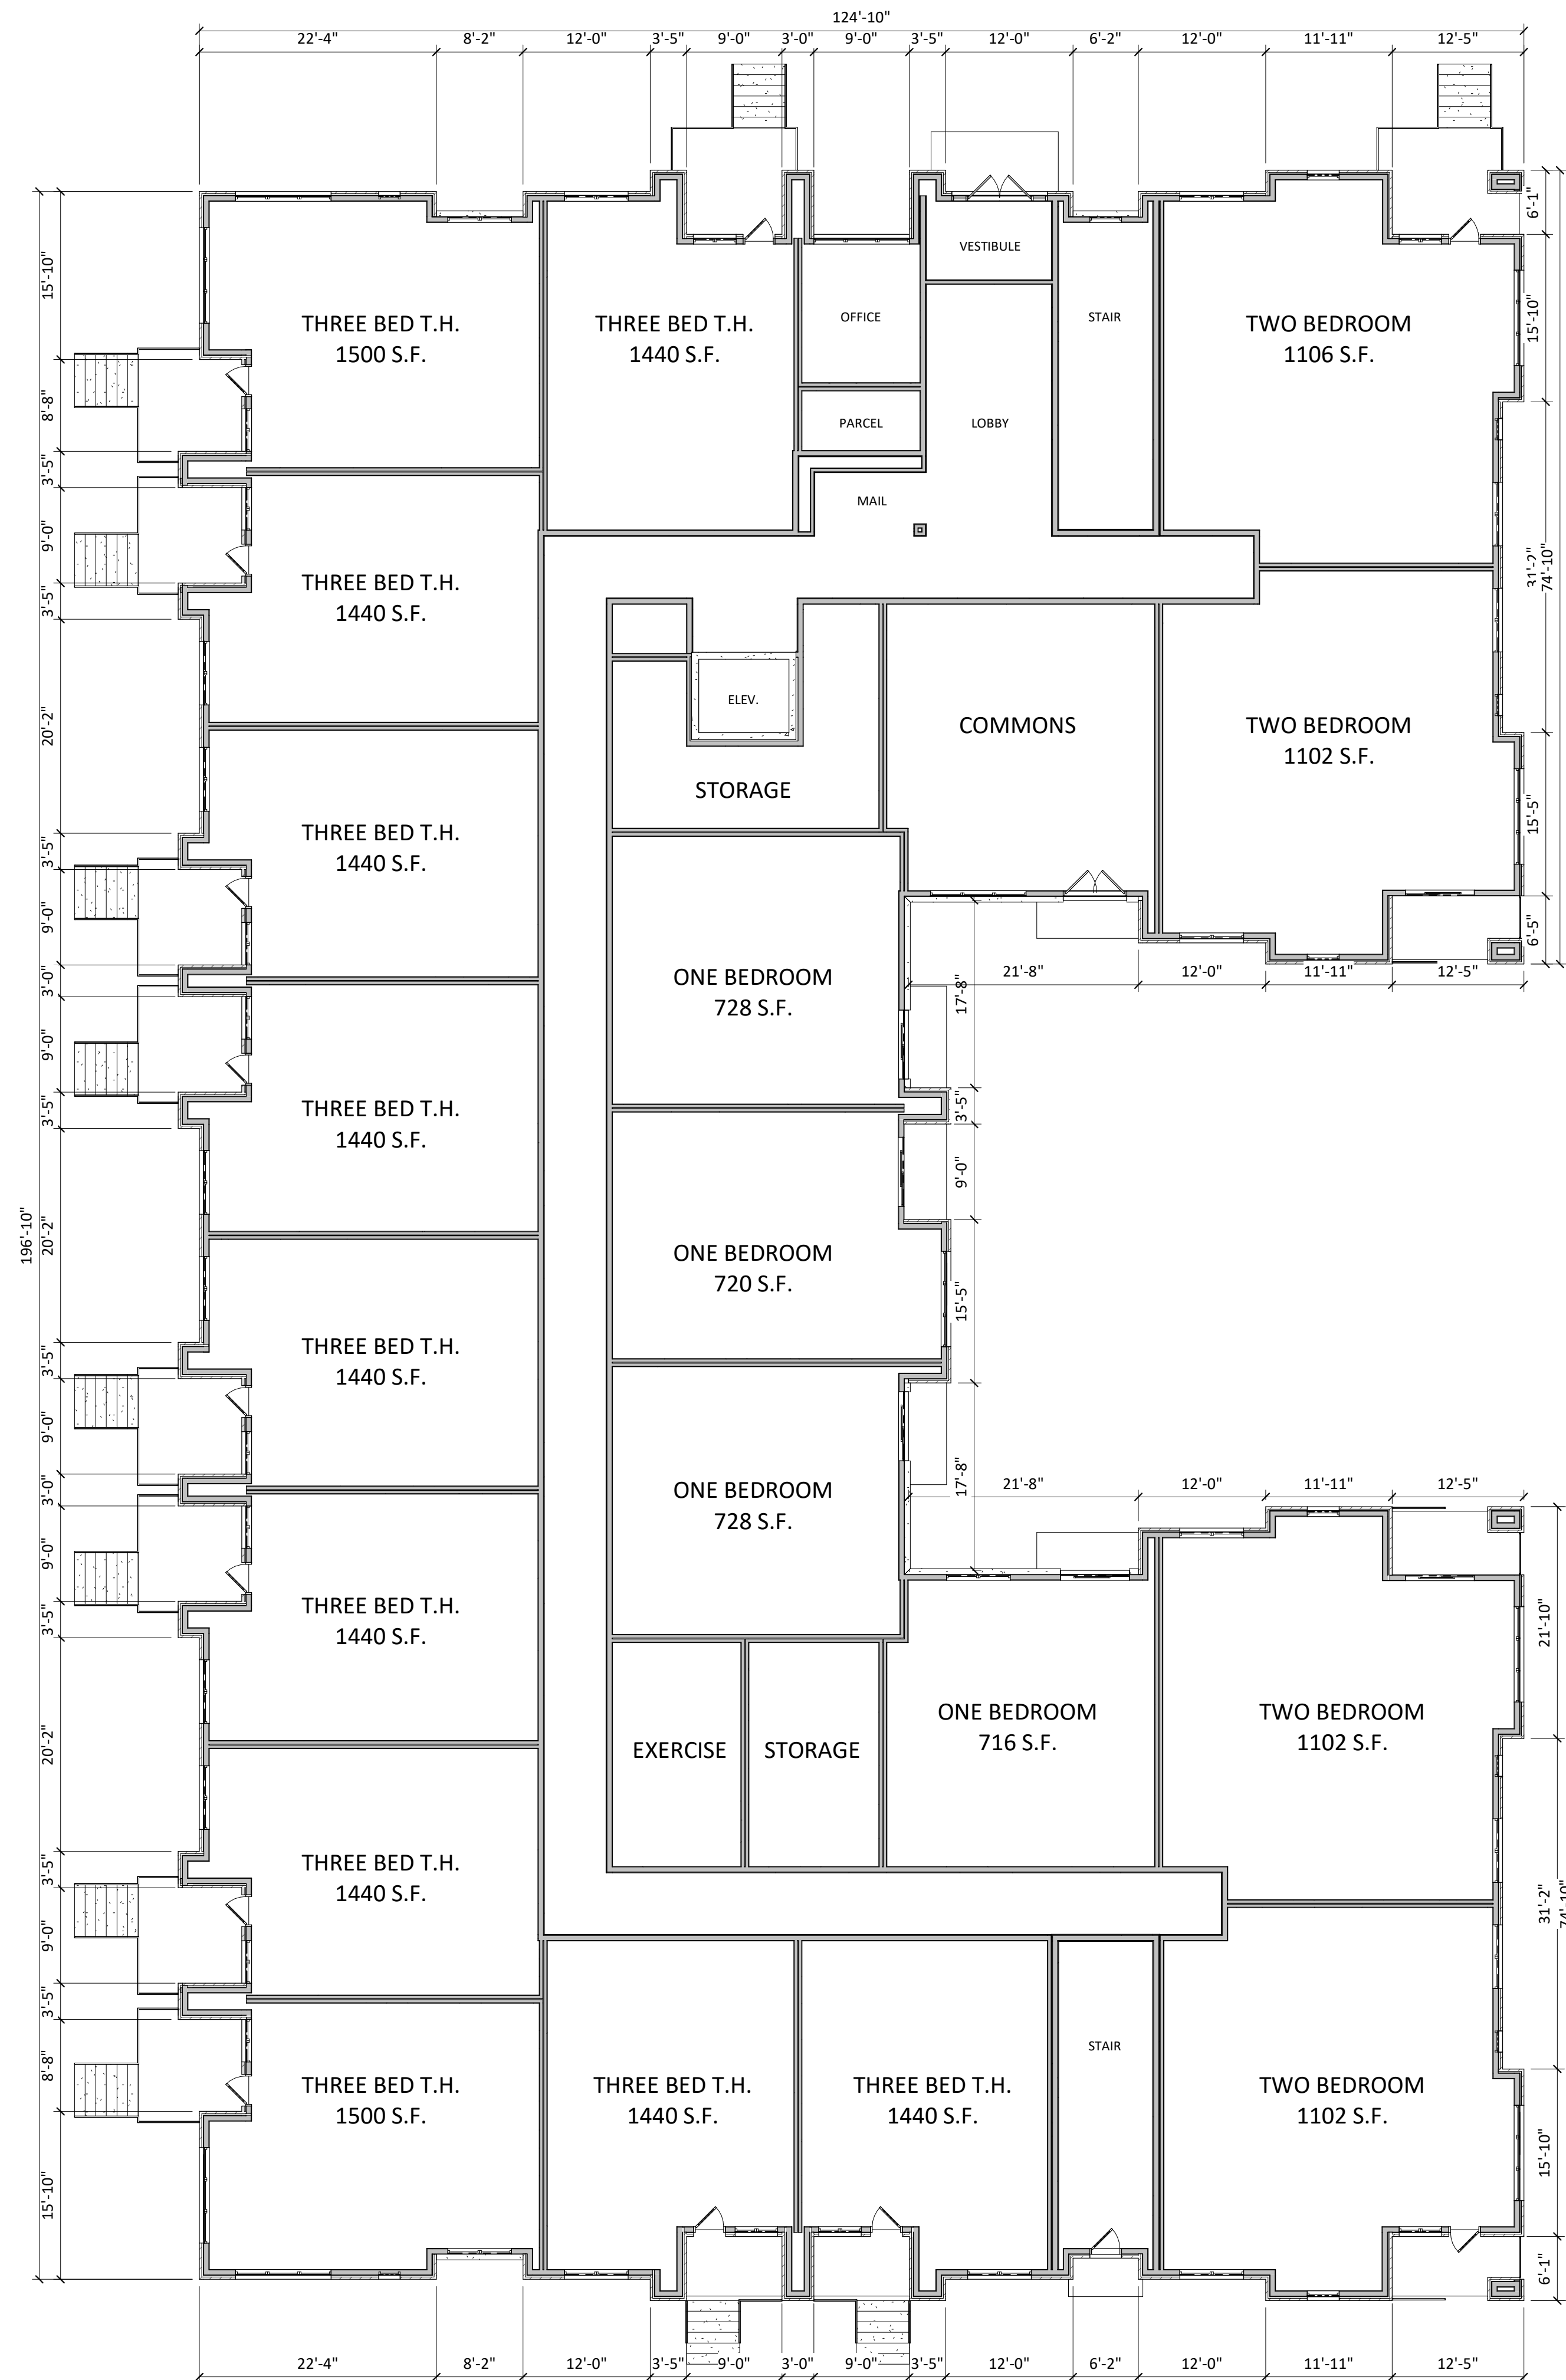 124'-10"
22'-4" 8'-2" 12'-0" 3'-5" 9'-0" 3'-0" 9'-0" 3'-5" 12'-0" 6'-2" 12'-0" 11'-11" 12'-5"
196'-10"
15'-10"
8'-8"
3'-5"
9'-0"
3'-5"
20'-2"
3'-5"
9'-0"
3'-0"
9'-0"
3'-5"
20'-2"
3'-5"
9'-0"
3'-0"
9'-0"
3'-5"
20'-2"
3'-5"
9'-0"
3'-5"
8'-8"
15'-10"
THREE BED T.H.
1500 S.F.
THREE BED T.H.
1440 S.F.
OFFICE
PARCEL
MAIL
VESTIBULE
LOBBY
STAIR
TWO BEDROOM
1106 S.F.
6'-1"
15'-10"
31'-2"
74'-10"
15'-5"
6'-5"
THREE BED T.H.
1440 S.F.
ELEV.
STORAGE
COMMONS
TWO BEDROOM
1102 S.F.
THREE BED T.H.
1440 S.F.
21'-8" 12'-0" 11'-11" 12'-5"
ONE BEDROOM
728 S.F.
17'-8"
3'-5"
9'-0"
15'-5"
17'-8"
THREE BED T.H.
1440 S.F.
ONE BEDROOM
720 S.F.
THREE BED T.H.
1440 S.F.
ONE BEDROOM
728 S.F.
21'-8" 12'-0" 11'-11" 12'-5"
THREE BED T.H.
1440 S.F.
EXERCISE
STORAGE
ONE BEDROOM
716 S.F.
TWO BEDROOM
1102 S.F.
21'-10"
31'-2"
74'-10"
15'-10"
6'-1"
THREE BED T.H.
1440 S.F.
THREE BED T.H.
1500 S.F.
THREE BED T.H.
1440 S.F.
THREE BED T.H.
1440 S.F.
STAIR
TWO BEDROOM
1102 S.F.
22'-4" 8'-2" 12'-0" 3'-5" 9'-0" 3'-0" 9'-0" 3'-5" 12'-0" 6'-2" 12'-0" 11'-11" 12'-5"